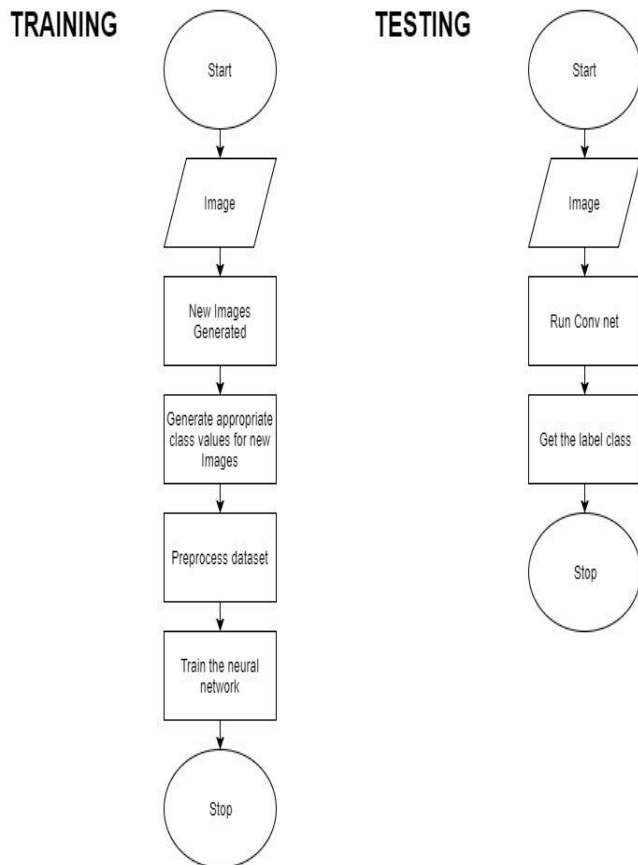 TRAINING
Start
Image
New Images
Generated
Generate appropriate
class values for new
Images
Preprocess dataset
Train the neural
network
Stop
TESTING
Start
Image
Run Conv net
Get the label class
Stop